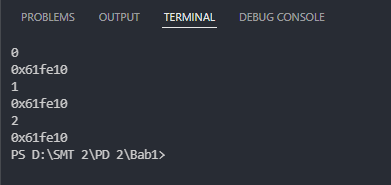 PROBLEMS OUTPUT TERMINAL DEBUG CONSOLE
0
0x61fe10
1
0x61fe10
2
0x61fe10
PS D:\SMT 2\PD 2\Bab1>